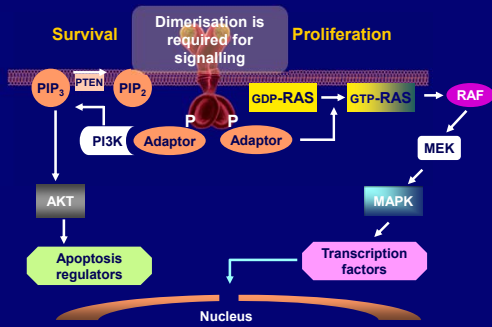 Survival
Dimerisation is
required for
signalling
Proliferation
PIP3
PTEN
PIP2
GDP-RAS
GTP-RAS
RAF
P
P
PI3K
Adaptor
Adaptor
MEK
AKT
MAPK
Apoptosis
regulators
Transcription
factors
Nucleus